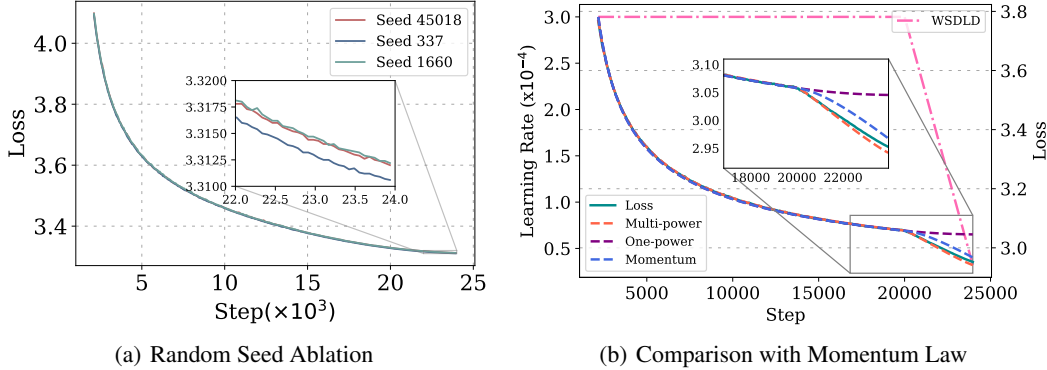 4.0
3.8
3.6
3.4
Loss
Seed 45018
Seed 337
Seed 1660
3.3200
3.3175
3.3150
3.3125
3.3100
22.0 22.5 23.0 23.5 24.0
5 10 15 20 25
Step(×10³)
(a) Random Seed Ablation
3.0
2.5
2.0
1.5
1.0
0.5
Learning Rate (x10⁻⁴)
WSDLD
3.10
3.05
3.00
2.95
18000 20000 22000
Loss
Multi-power
One-power
Momentum
3.8
3.6
3.4
3.2
3.0
Loss
5000 10000 15000 20000 25000
Step
(b) Comparison with Momentum Law